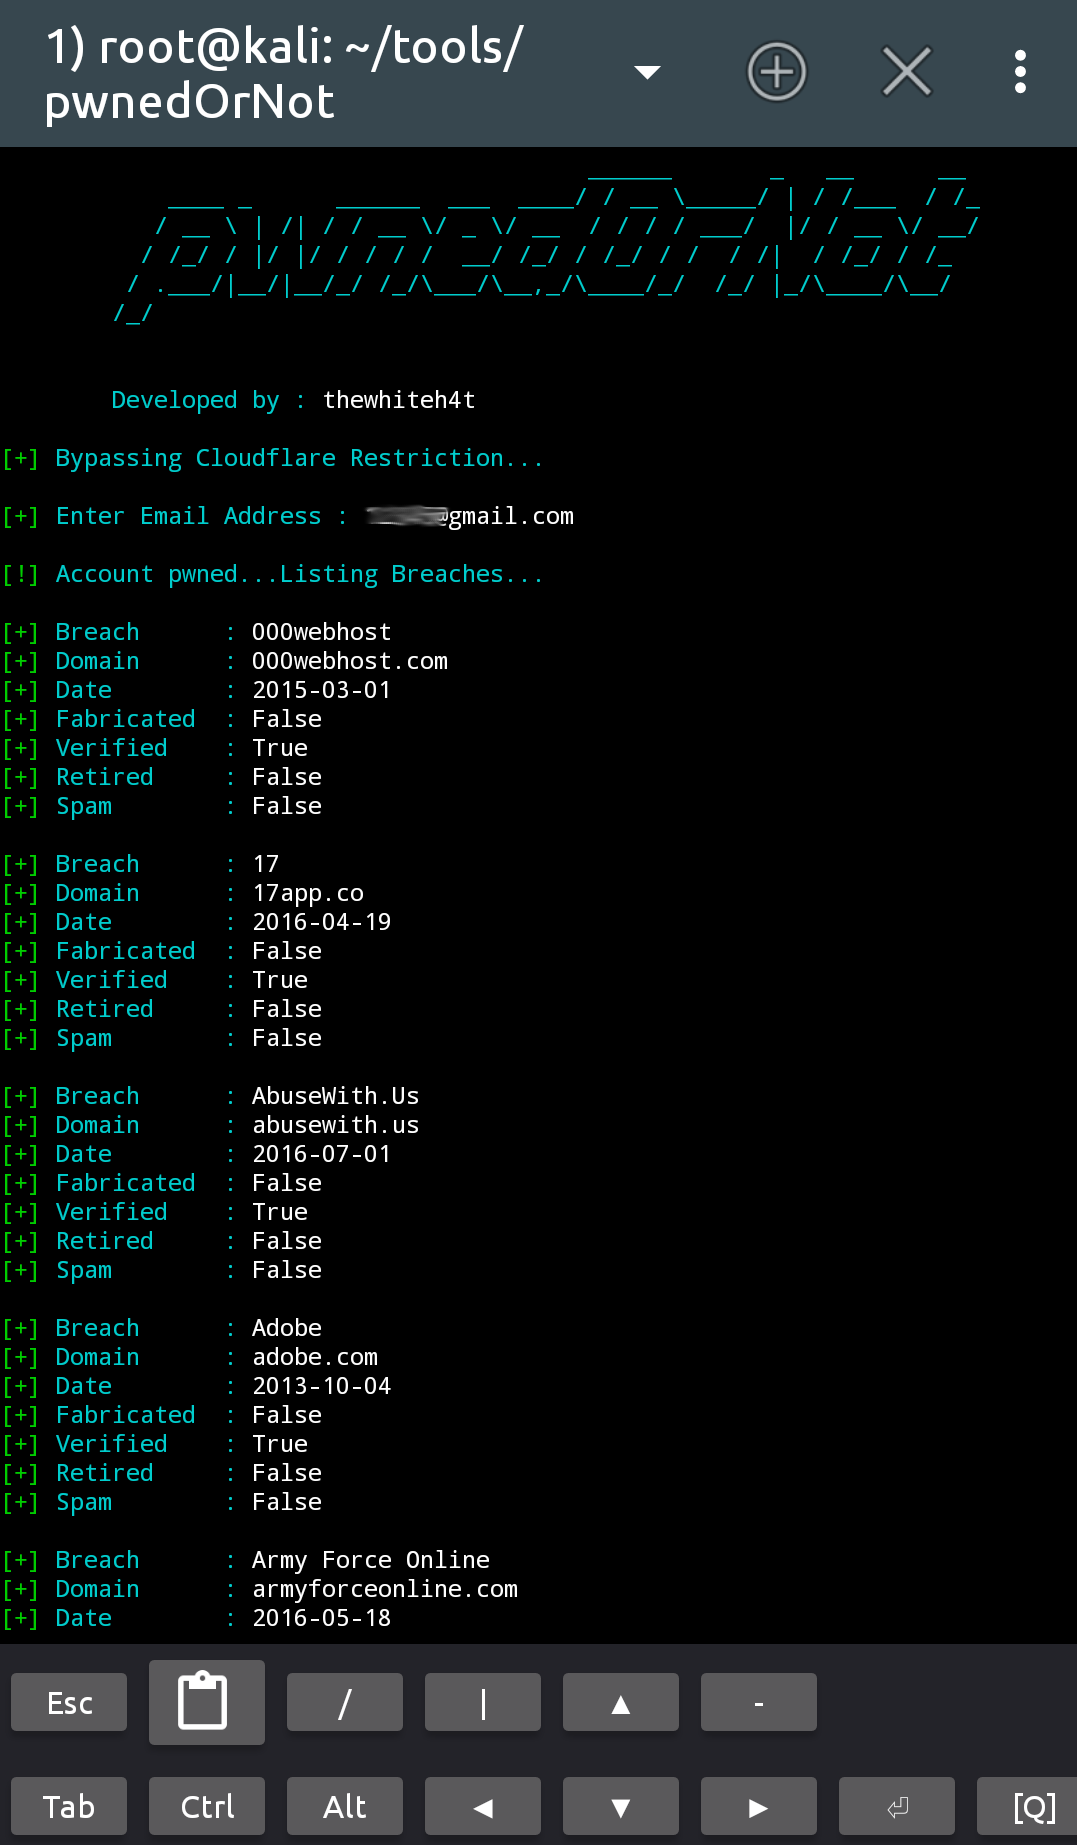 1) root@kali: ~/tools/
pwnedOrNot
pwnedOrNot
Developed by : thewhiteh4t
[+] Bypassing Cloudflare Restriction...
[+] Enter Email Address : @gmail.com
[!] Account pwned...Listing Breaches...
[+] Breach : 000webhost
[+] Domain : 000webhost.com
[+] Date : 2015-03-01
[+] Fabricated : False
[+] Verified : True
[+] Retired : False
[+] Spam : False
[+] Breach : 17
[+] Domain : 17app.co
[+] Date : 2016-04-19
[+] Fabricated : False
[+] Verified : True
[+] Retired : False
[+] Spam : False
[+] Breach : AbuseWith.Us
[+] Domain : abusewith.us
[+] Date : 2016-07-01
[+] Fabricated : False
[+] Verified : True
[+] Retired : False
[+] Spam : False
[+] Breach : Adobe
[+] Domain : adobe.com
[+] Date : 2013-10-04
[+] Fabricated : False
[+] Verified : True
[+] Retired : False
[+] Spam : False
[+] Breach : Army Force Online
[+] Domain : armyforceonline.com
[+] Date : 2016-05-18
Esc / | ▲ -
Tab Ctrl Alt ◀ ▼ ▶ ⏎ [Q]